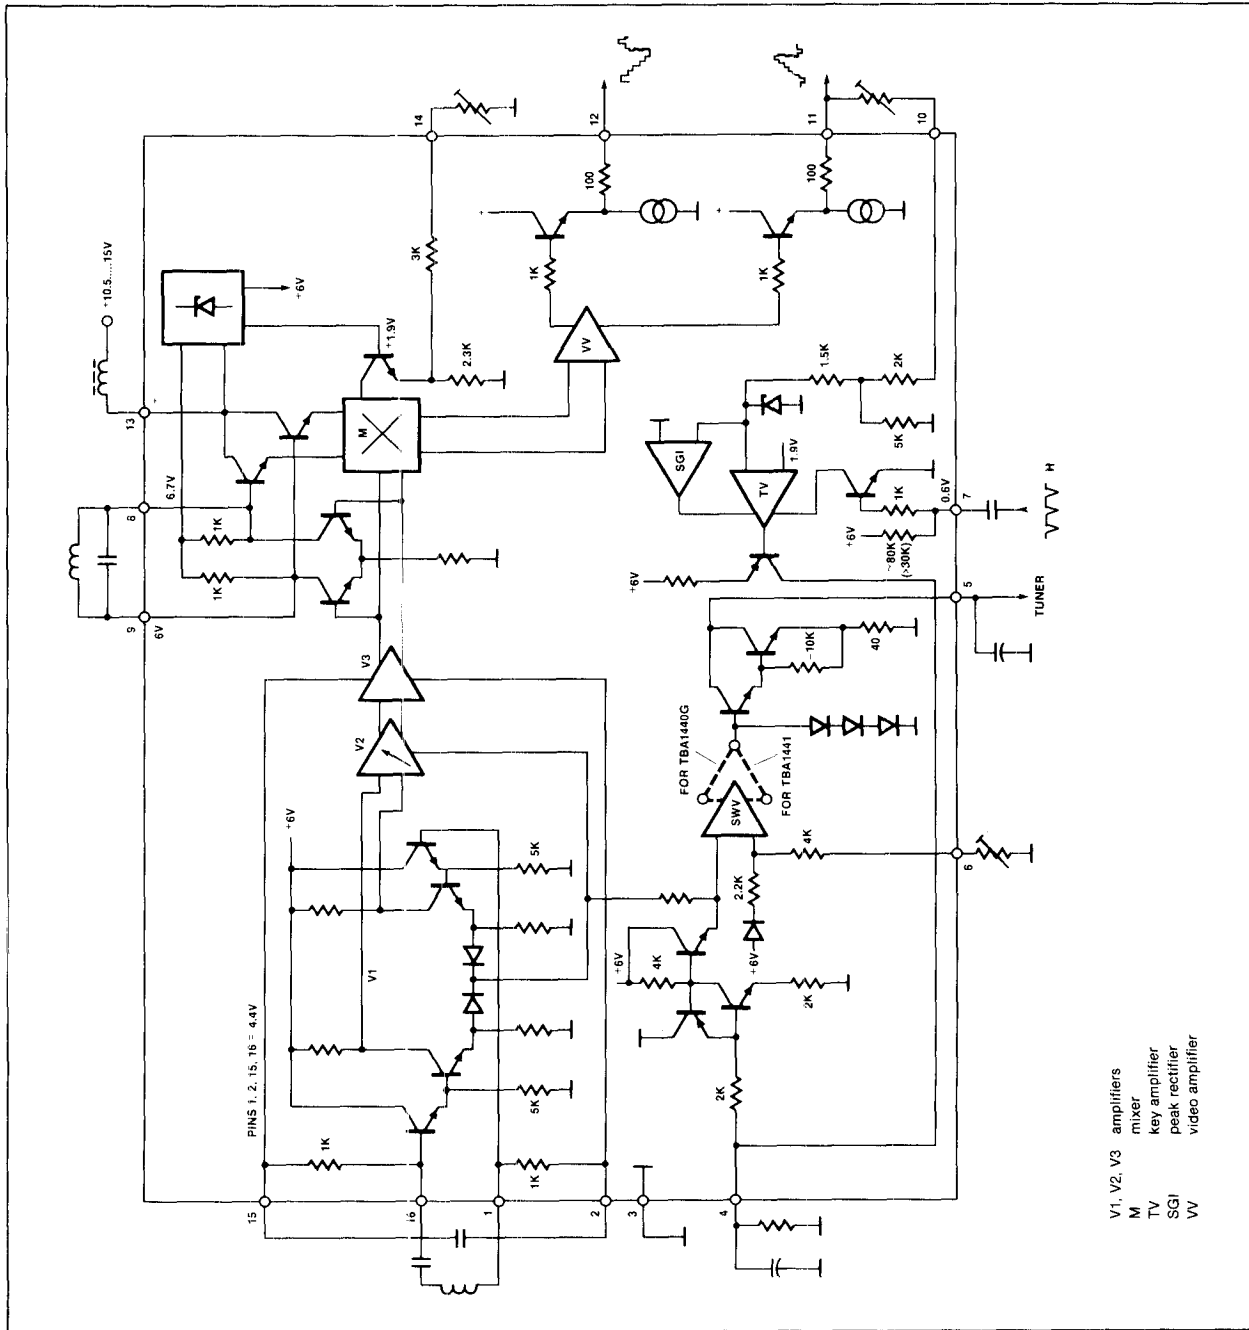 PINS 1, 2, 15, 16 = 4.4V
15
16
1
2
3
4
1K
1K
5K
5K
+6V
V1
V2
V3
9
6V
8
6.7V
1K
1K
13
+
+10.5....15V
+6V
+1.9V
M
2.3K
3K
14
VV
1K
1K
+
+
100
100
12
11
10
SGI
TV
1.9V
1.5K
2K
5K
1K
0.6V
7
H
+6V
~80K
(>30K)
+6V
5
TUNER
~10K
40
FOR TBA1440G
FOR TBA1441
SWV
4K
6
2.2K
+6V
+6V
4K
2K
2K
V1, V2, V3 amplifiers
M mixer
TV key amplifier
SGI peak rectifier
VV video amplifier